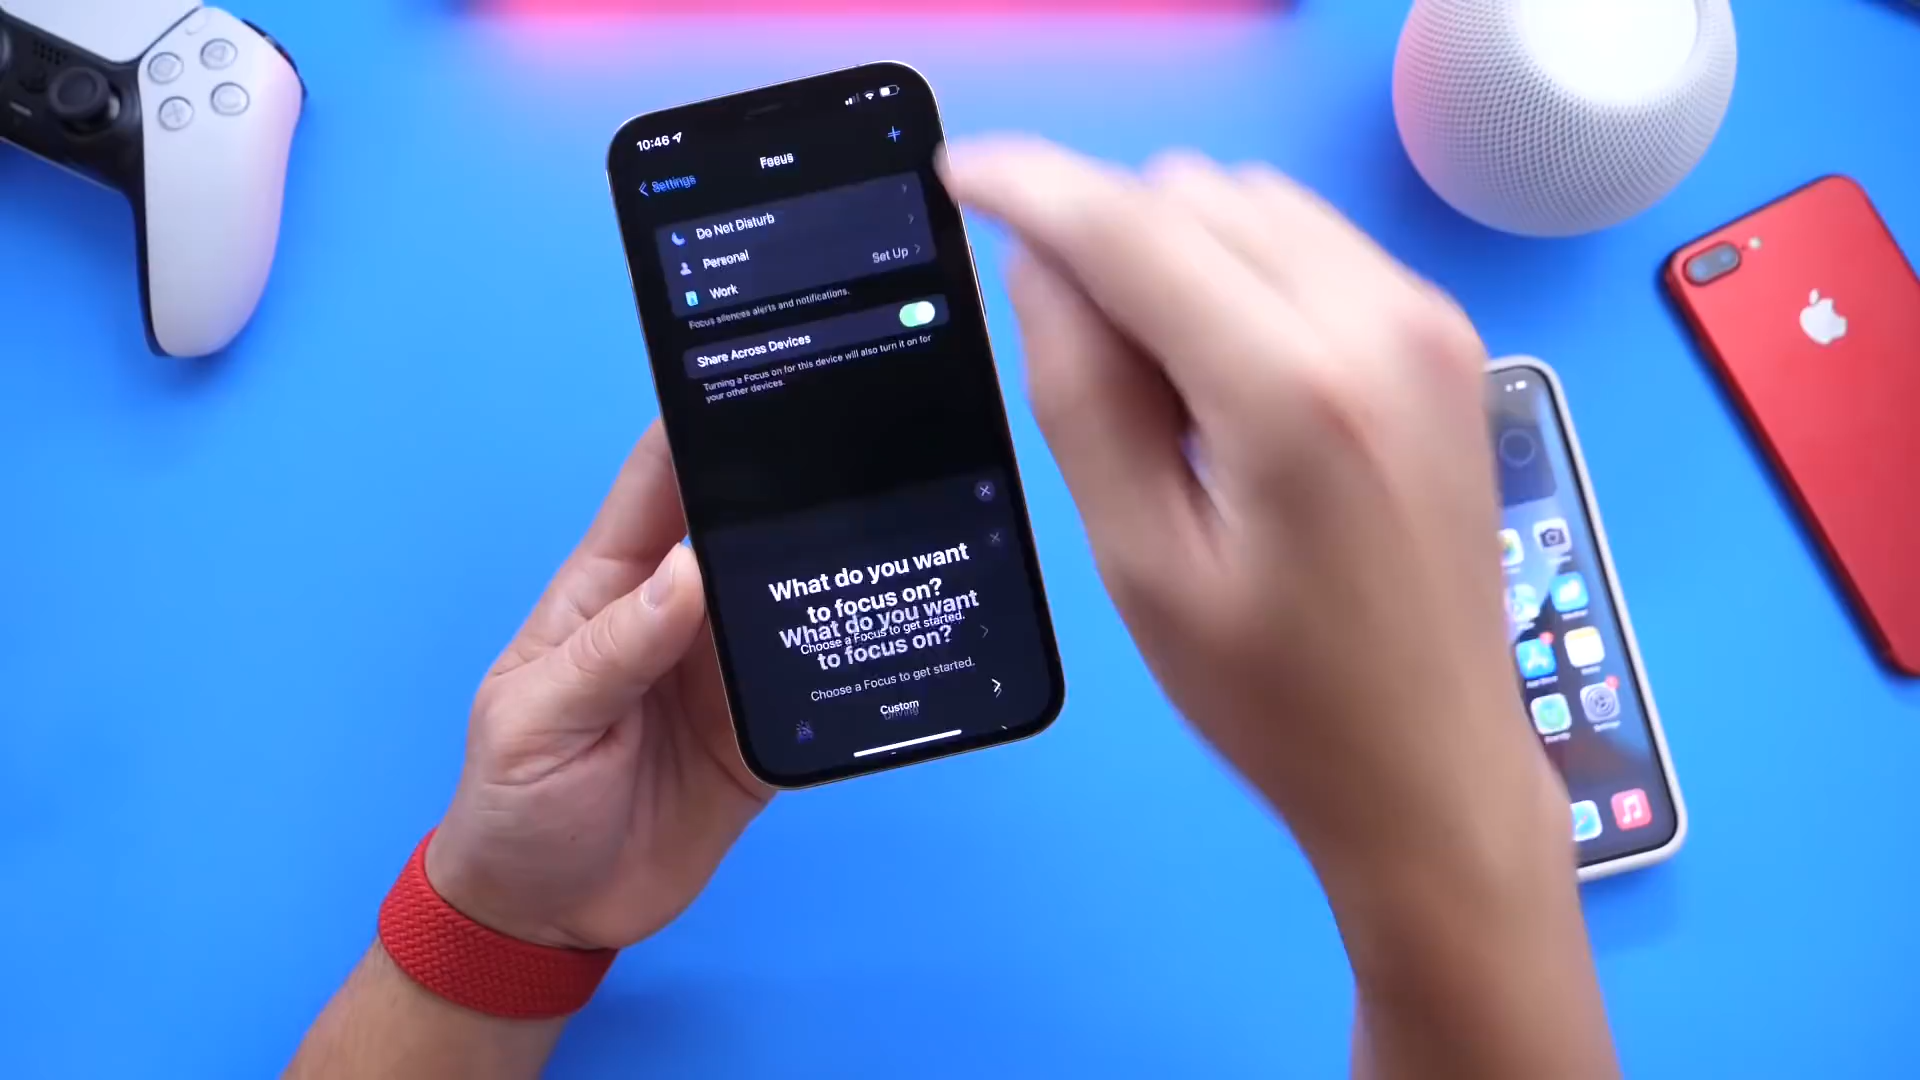 10:46
Focus
Settings
Do Not Disturb
Personal
Set Up
Work
Focus silences alerts and notifications.
Share Across Devices
Turning a Focus on for this device will also turn it on for
your other devices.
What do you want
to focus on?
Choose a Focus to get started.
What do you want
to focus on?
Choose a Focus to get started.
Custom
Driving